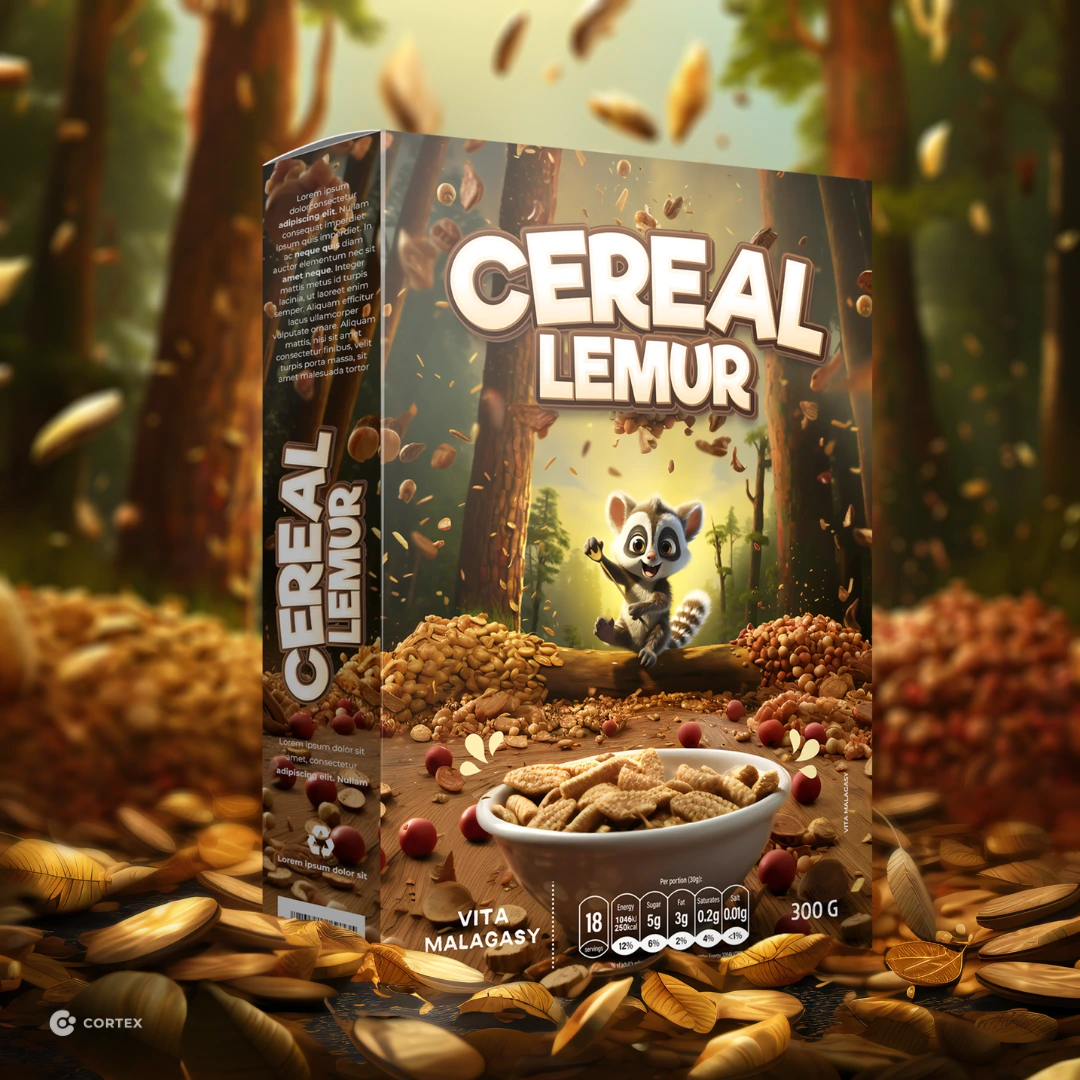 Lorem ipsum
dolor consectetur
adipiscing elit. Nullam
consequat imperdiet
ipsum quis imperdiet. In
ac neque quis diam
auctor elementum nec sit
amet neque. Integer
mattis metus id turpis
lacinia, ut laoreet enim
semper. Aliquam efficitur
lacus ullamcorper
vulputate ornare. Aliquam
mattis, nisi sit amet
consectetur finibus, velit
turpis porta massa, sit
amet malesuada tortor
CEREAL
LEMUR
Lorem ipsum dolor sit
amet, consectetur
adipiscing elit. Nullam
Lorem ipsum dolor sit
CEREAL
LEMUR
VITA MALAGASY
VITA
MALAGASY
Per portion (30g):
18
servings
Energy
1046kJ
250kcal
12%
Sugar
5g
6%
Fat
3g
2%
Saturates
0.2g
4%
Salt
0.01g
<1%
300 G
CORTEX